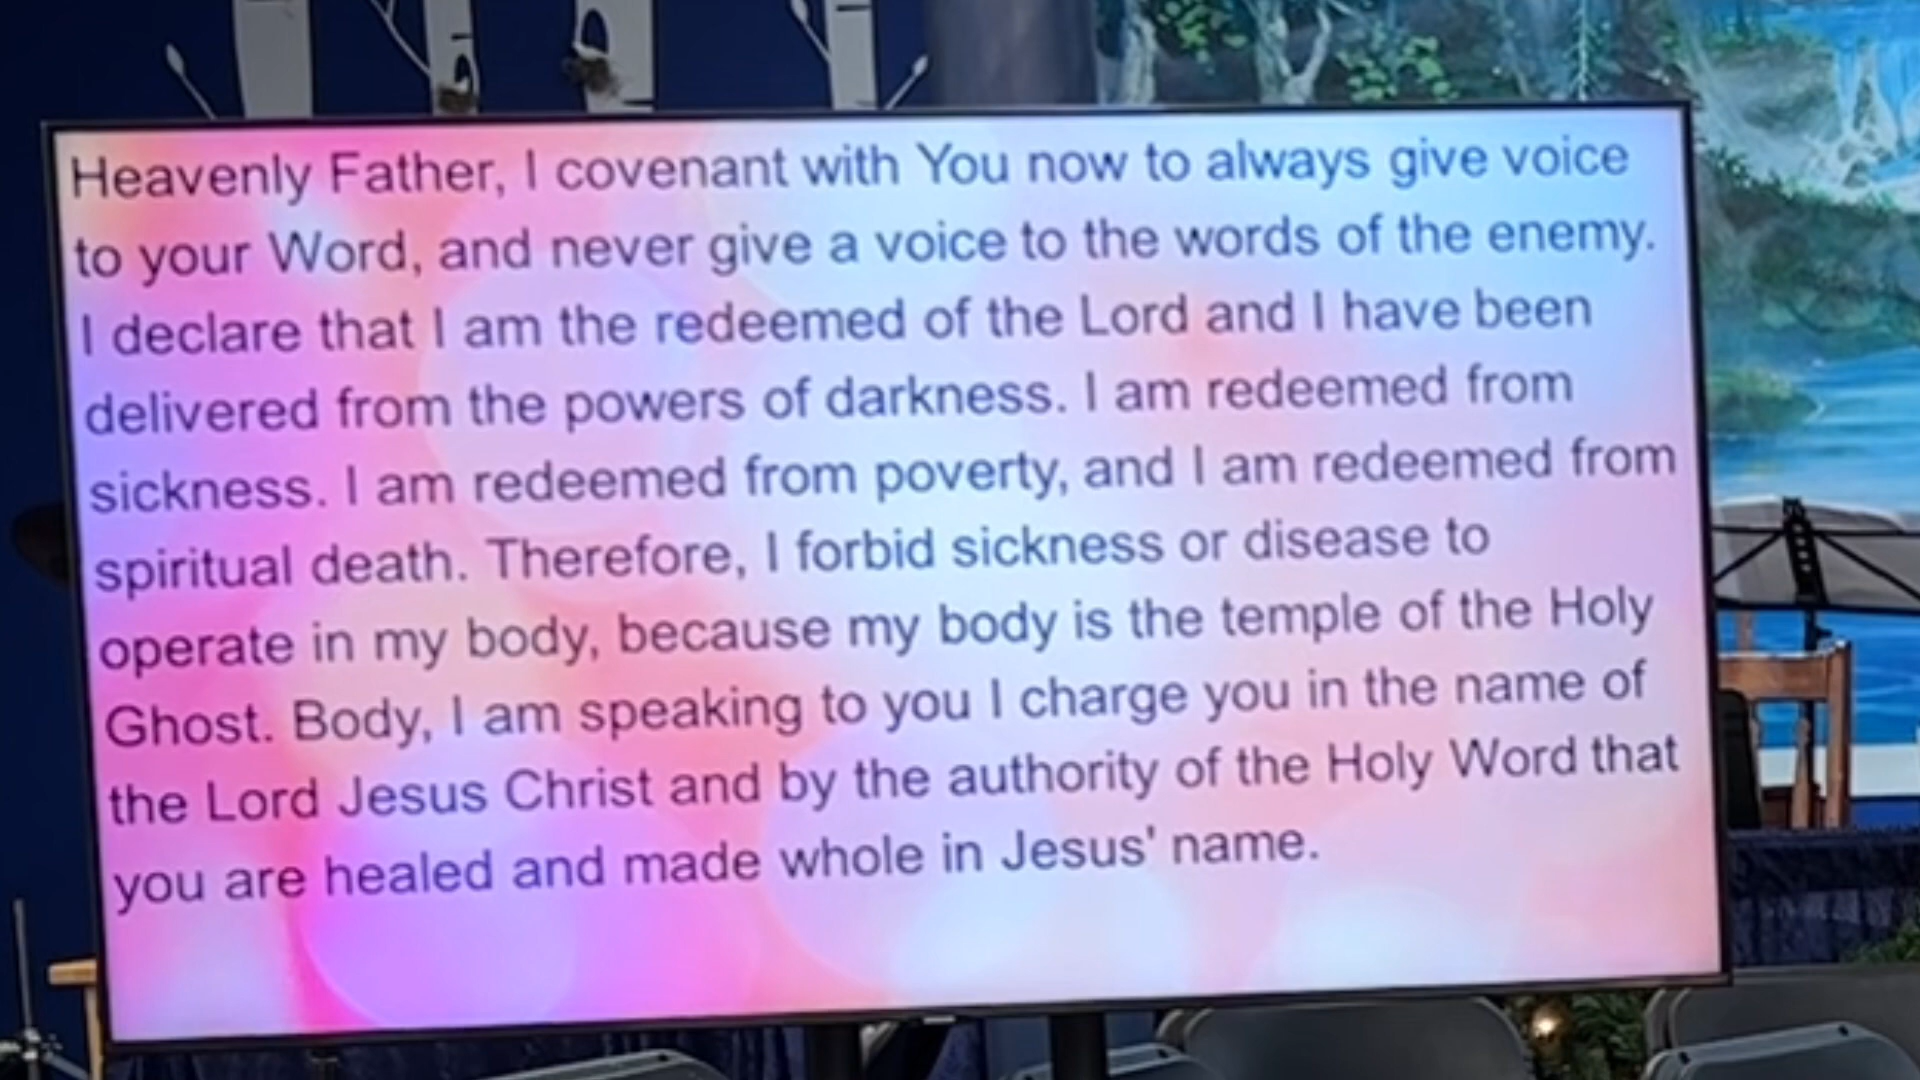 Heavenly Father, I covenant with You now to always give voice
to your Word, and never give a voice to the words of the enemy.
I declare that I am the redeemed of the Lord and I have been
delivered from the powers of darkness. I am redeemed from
sickness. I am redeemed from poverty, and I am redeemed from
spiritual death. Therefore, I forbid sickness or disease to
operate in my body, because my body is the temple of the Holy
Ghost. Body, I am speaking to you I charge you in the name of
the Lord Jesus Christ and by the authority of the Holy Word that
you are healed and made whole in Jesus' name.